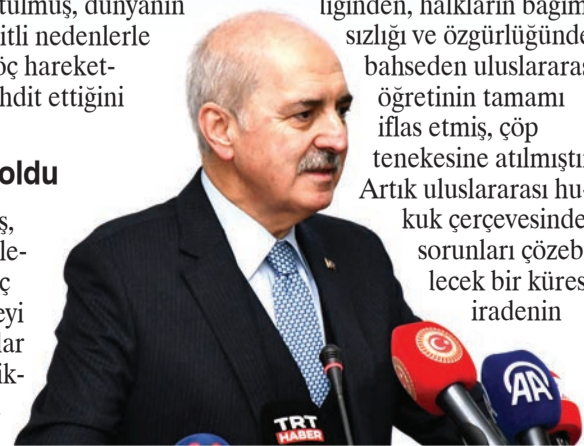 tulmuş, dünyanın
itli nedenlerle
öç hareket-
hdit ettiğini
oldu
ş,
le-
ç
eyi
lar
ik-
liğinden, halkların bağım-
sızlığı ve özgürlüğünde
bahseden uluslararas
öğretinin tamamı
iflas etmiş, çöp
tenekesine atılmıştı
Artık uluslararası hu-
kuk çerçevesinde
sorunları çözeb
lecek bir küres
iradenin
TRT
HABER
AA